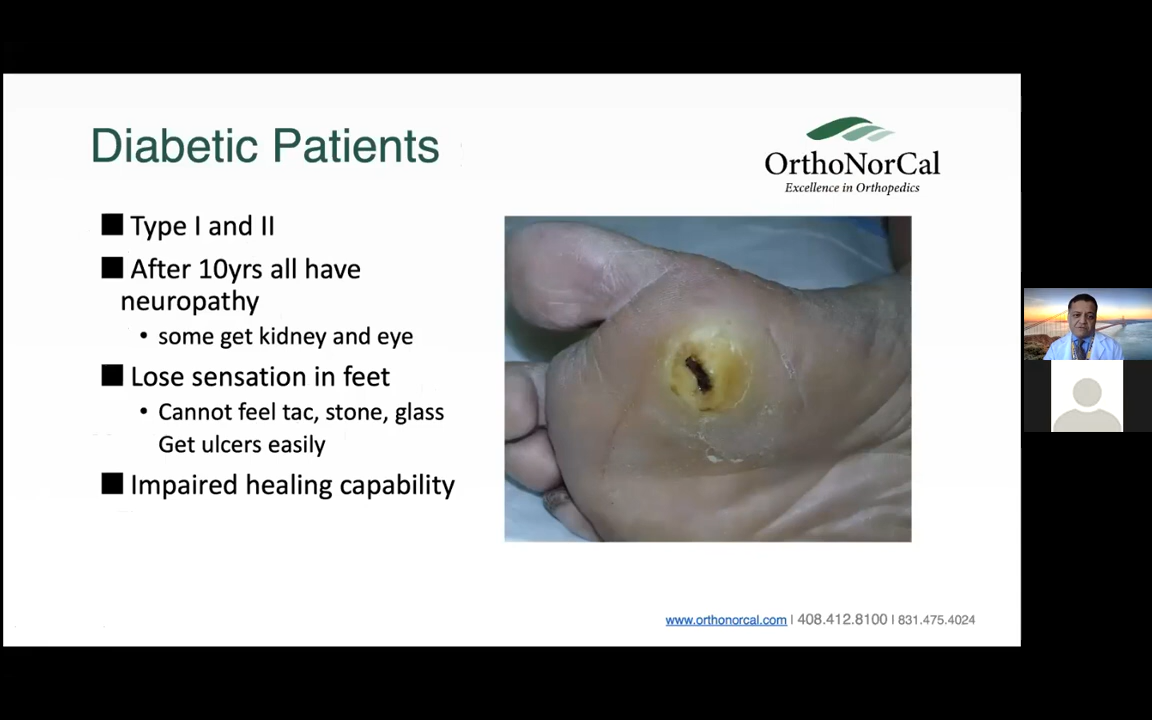 Diabetic Patients
OrthoNorCal
Excellence in Orthopedics
■ Type I and II
■ After 10yrs all have
neuropathy
• some get kidney and eye
■ Lose sensation in feet
• Cannot feel tac, stone, glass
Get ulcers easily
■ Impaired healing capability
www.orthonorcal.com | 408.412.8100 | 831.475.4024